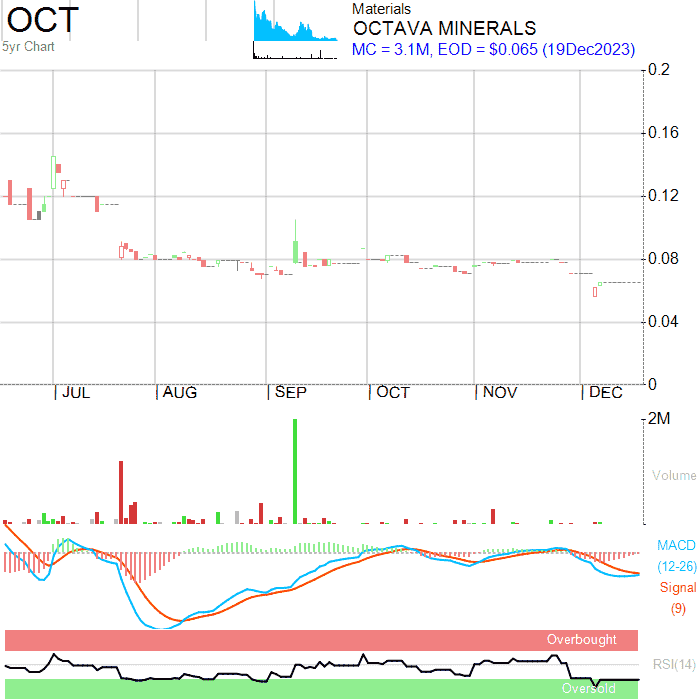 OCT
5yr Chart
Materials
OCTAVA MINERALS
MC = 3.1M, EOD = $0.065 (19Dec2023)
0.2
0.16
0.12
0.08
0.04
0
JUL AUG SEP OCT NOV DEC
2M
Volume
MACD
(12-26)
Signal
(9)
Overbought
RSI(14)
Oversold